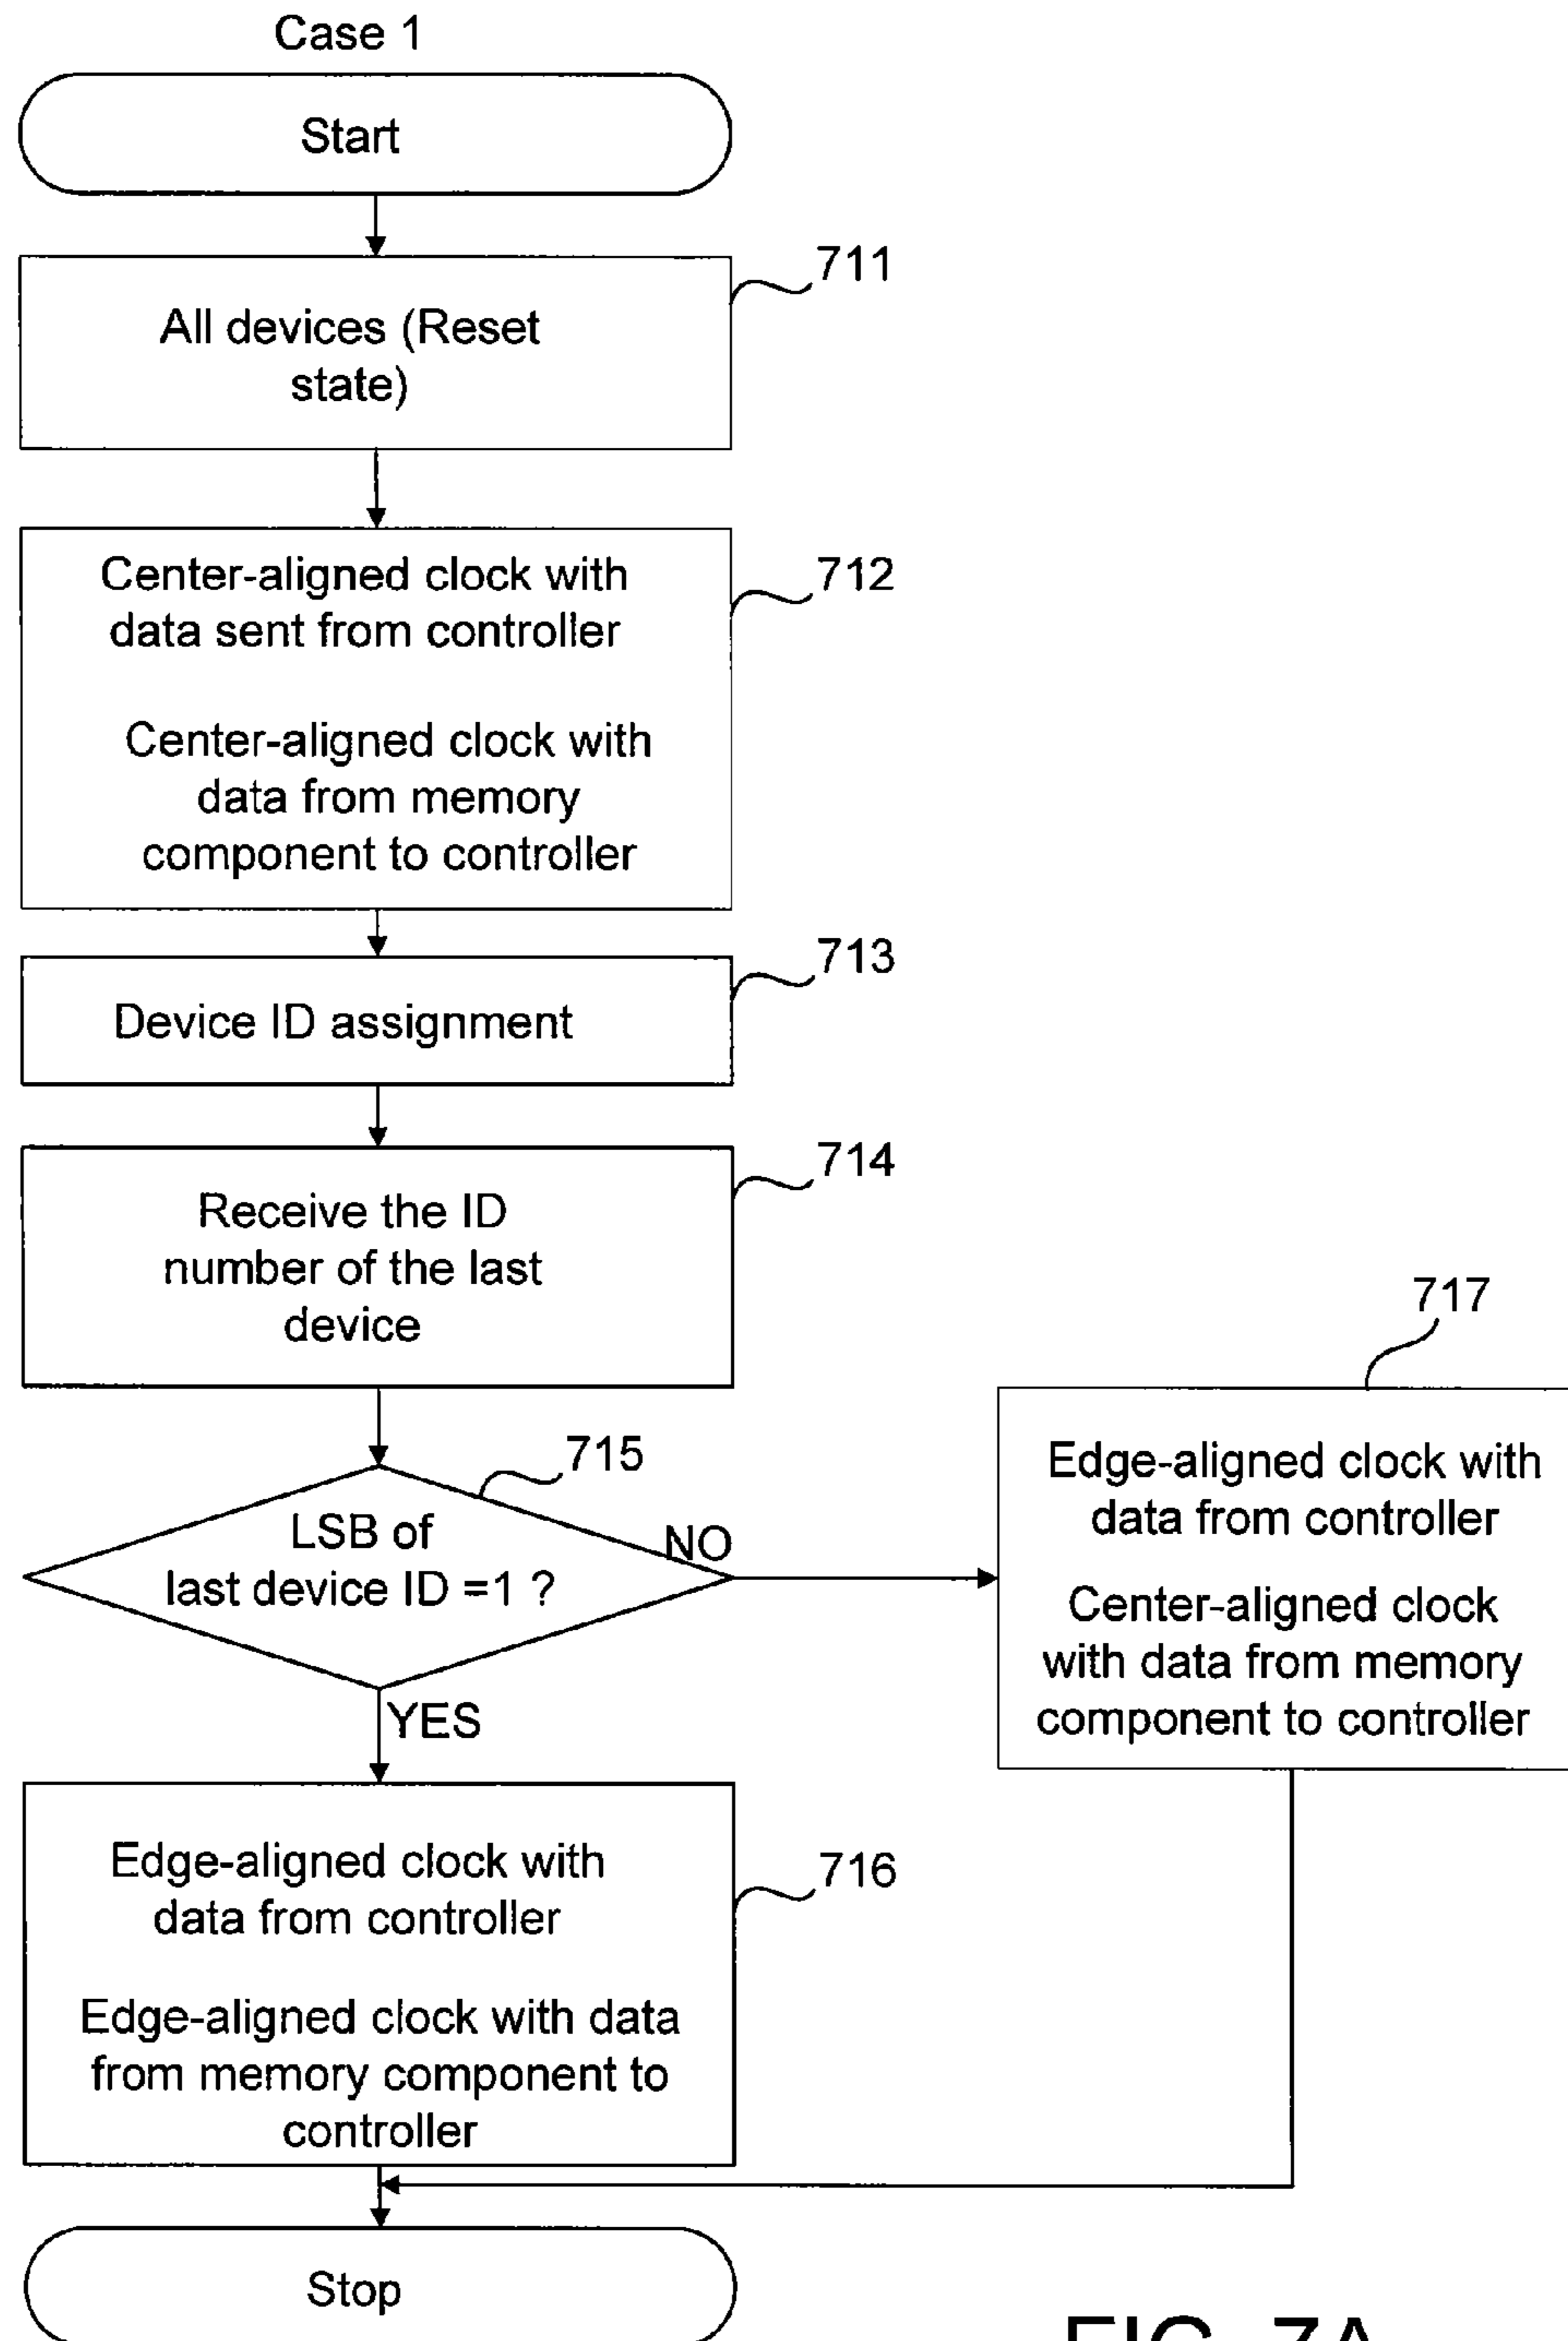 Case 1
Start
711
All devices (Reset
state)
712
Center-aligned clock with
data sent from controller
Center-aligned clock with
data from memory
component to controller
713
Device ID assignment
714
Receive the ID
number of the last
device
715
LSB of
last device ID =1 ?
NO
YES
717
Edge-aligned clock with
data from controller
Center-aligned clock
with data from memory
component to controller
716
Edge-aligned clock with
data from controller
Edge-aligned clock with data
from memory component to
controller
Stop
FIG. 7A